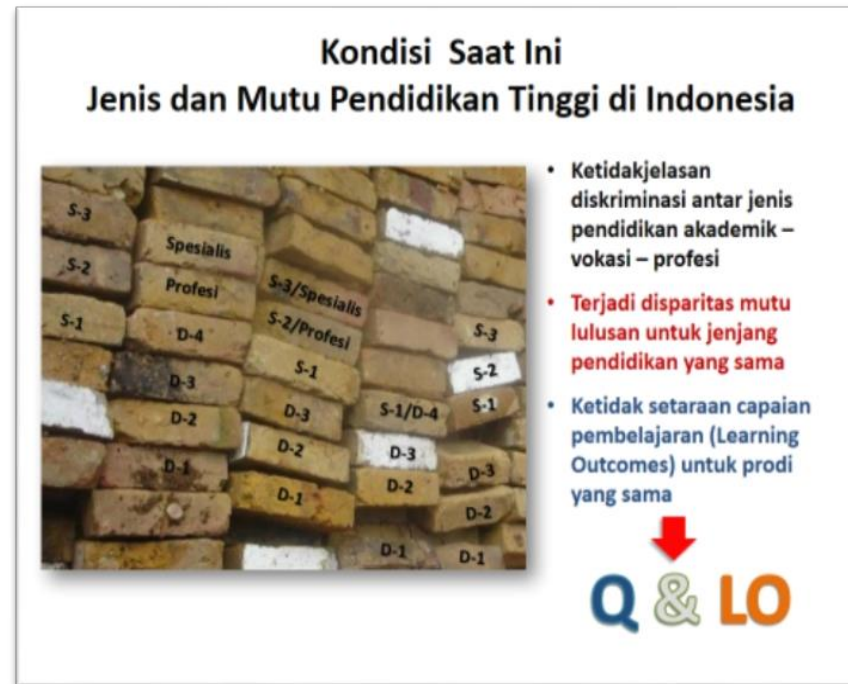 Kondisi Saat Ini
Jenis dan Mutu Pendidikan Tinggi di Indonesia
S-3
S-2
S-1
Spesialis
Profesi
D-4
D-3
D-2
D-1
S-3/Spesialis
S-2/Profesi
S-1
D-3
D-2
D-1
S-1/D-4
D-3
D-2
D-1
S-3
S-2
S-1
D-3
D-2
D-1
• Ketidakjelasan
diskriminasi antar jenis
pendidikan akademik –
vokasi – profesi
• Terjadi disparitas mutu
lulusan untuk jenjang
pendidikan yang sama
• Ketidak setaraan capaian
pembelajaran (Learning
Outcomes) untuk prodi
yang sama
Q & LO